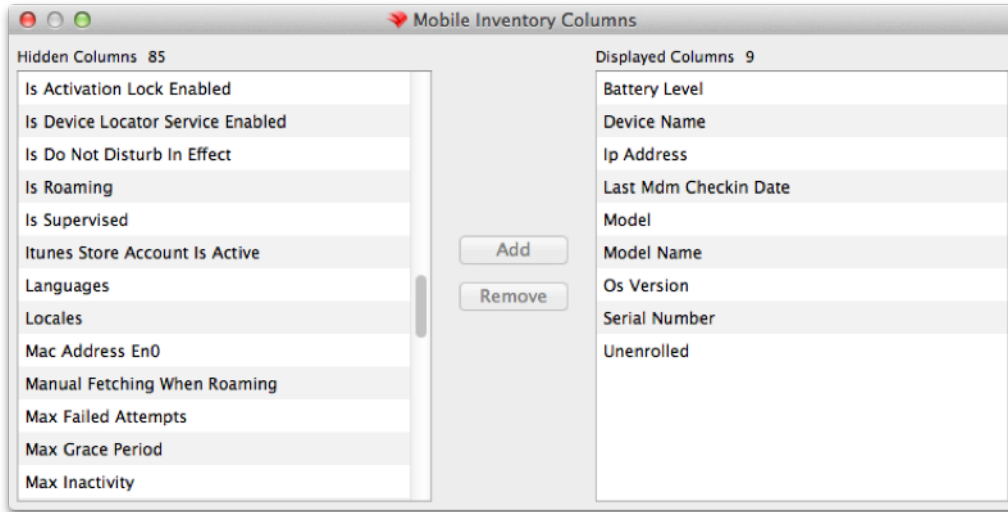 Mobile Inventory Columns
Hidden Columns 85
Is Activation Lock Enabled
Is Device Locator Service Enabled
Is Do Not Disturb In Effect
Is Roaming
Is Supervised
Itunes Store Account Is Active
Languages
Locales
Mac Address En0
Manual Fetching When Roaming
Max Failed Attempts
Max Grace Period
Max Inactivity
Add
Remove
Displayed Columns 9
Battery Level
Device Name
Ip Address
Last Mdm Checkin Date
Model
Model Name
Os Version
Serial Number
Unenrolled